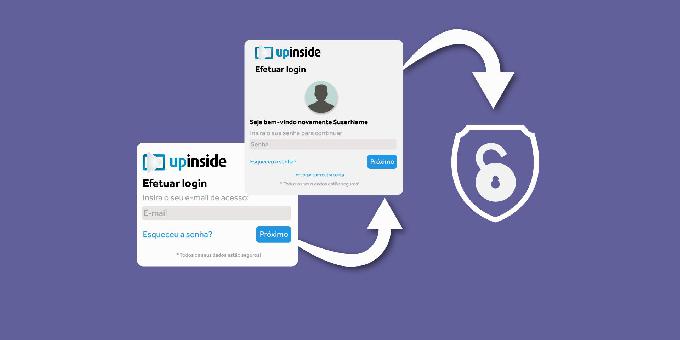 upinside
Efetuar login
Seja bem-vindo novamente $userName
Insira o sua senha para continuar
Senha
Esqueceu a senha?
Próximo
* Todos os seus dados estão seguros!
upinside
Efetuar login
Insira o seu e-mail de acesso:
E-mail
Esqueceu a senha?
Próximo
* Todos os seus dados estão seguros!